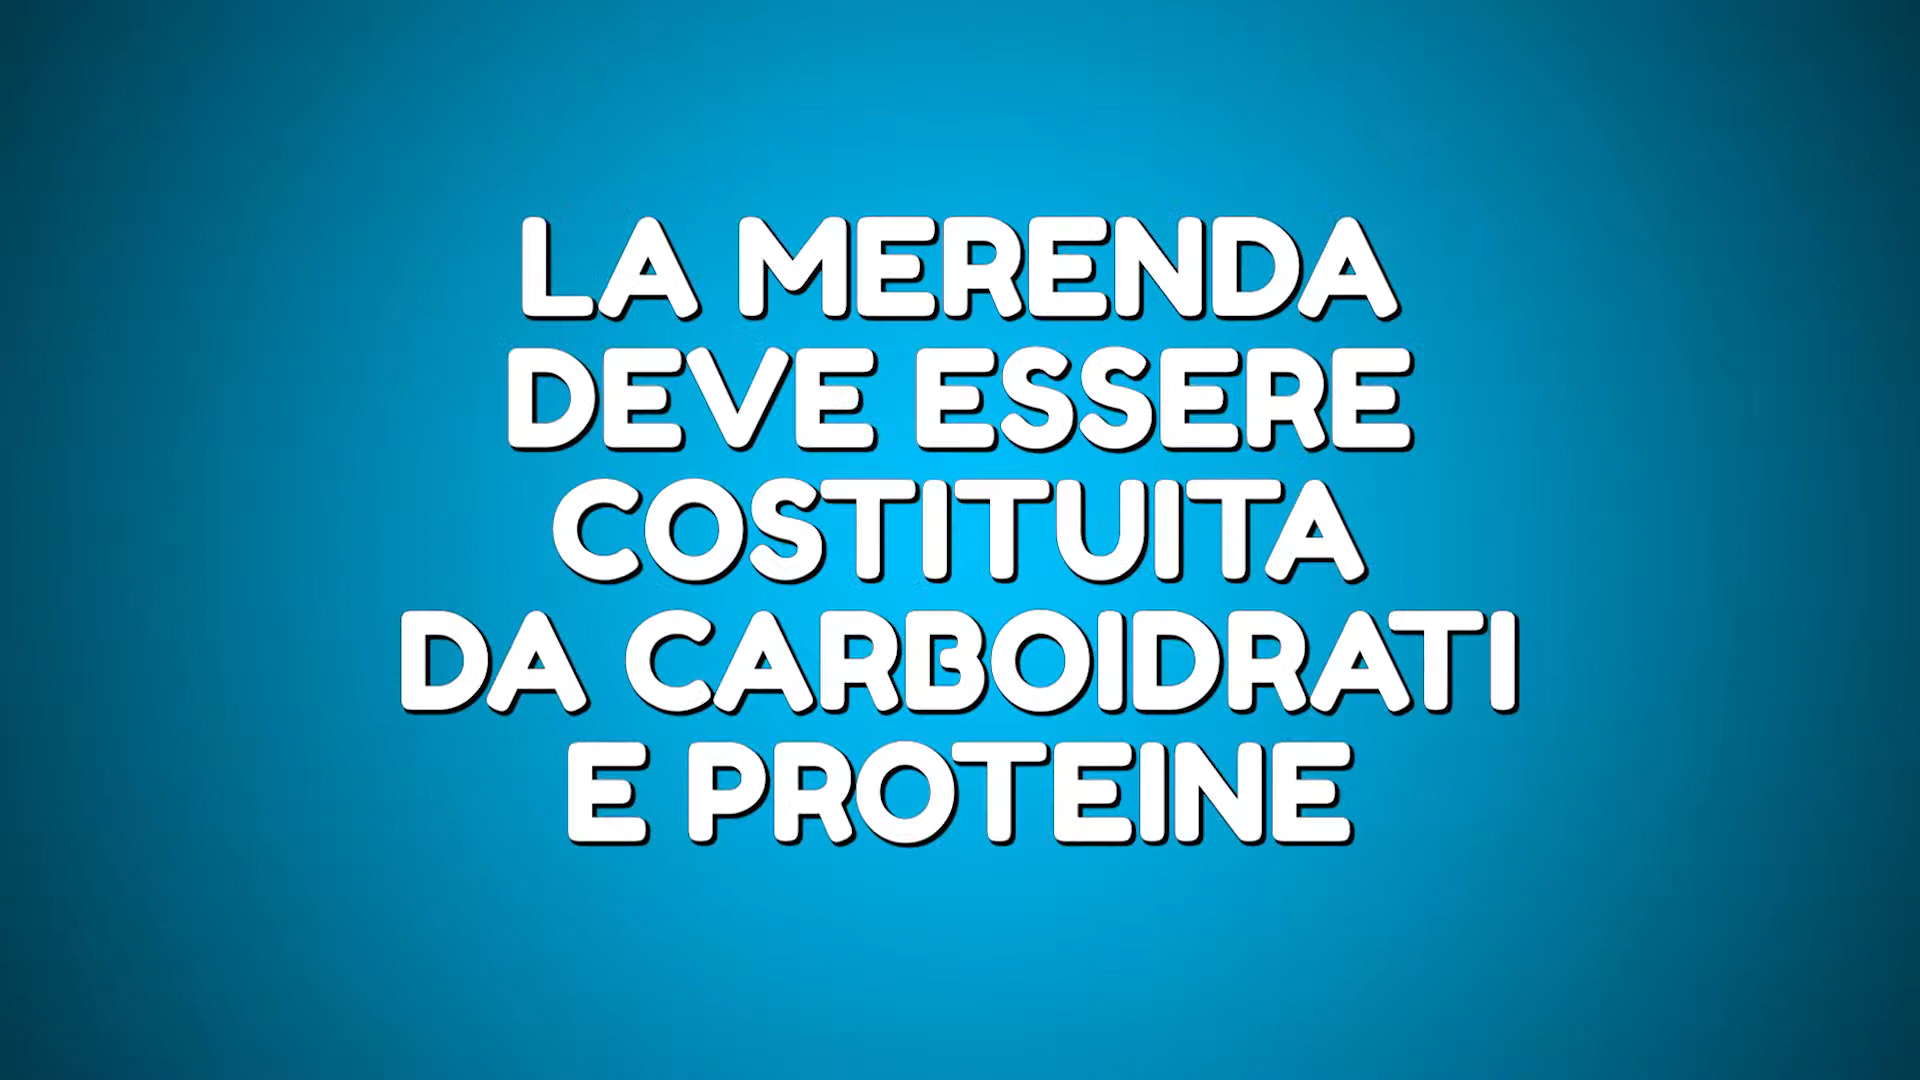 LA MERENDA
DEVE ESSERE
COSTITUITA
DA CARBOIDRATI
E PROTEINE